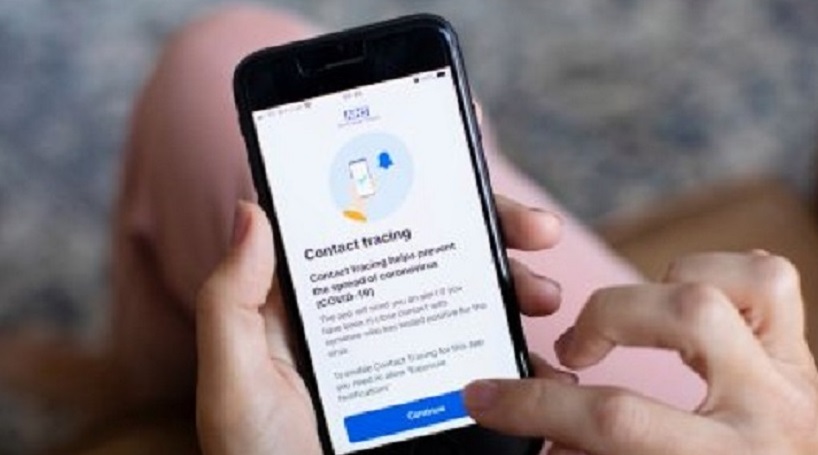 NHS
Contact tracing
Contact Tracing helps prevent
the spread of coronavirus
(COVID-19)
The app will send you an alert if you
have been in close contact with
someone who has tested positive for the
virus.
To enable Contact Tracing for this app
you need to allow "Exposure
Notifications"
Continue